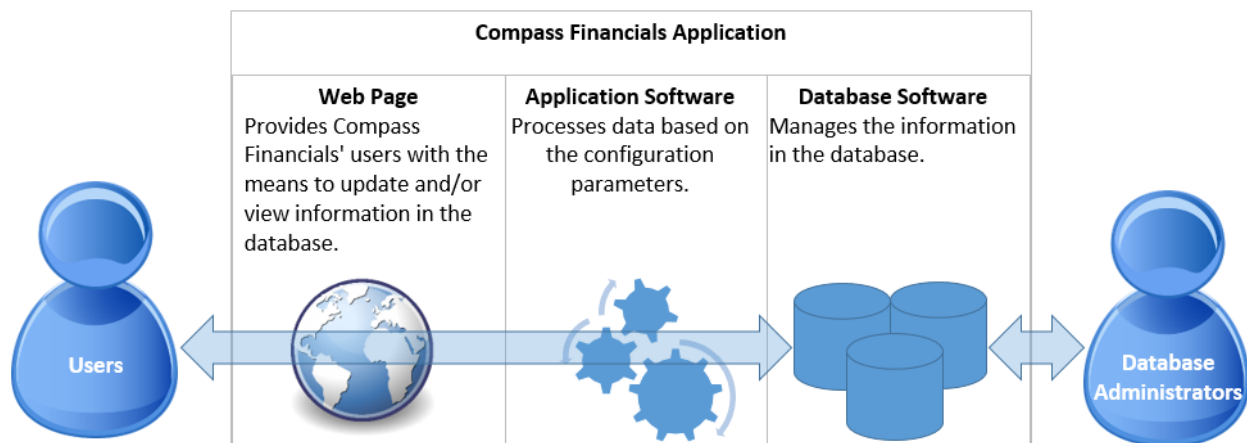 Compass Financials Application
Web Page
Provides Compass
Financials' users with the
means to update and/or
view information in the
database.
Application Software
Processes data based on
the configuration
parameters.
Database Software
Manages the information
in the database.
Users
Database
Administrators